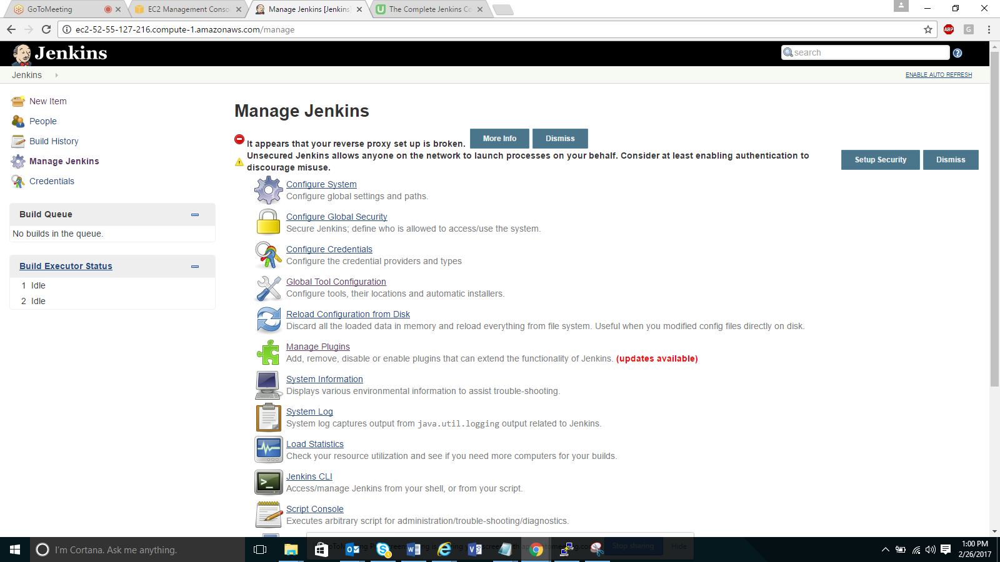 GoToMeeting
EC2 Management Conso
Manage Jenkins [Jenkins]
The Complete Jenkins Co
ec2-52-55-127-216.compute-1.amazonaws.com/manage
ABP
G
Jenkins
search
Jenkins
ENABLE AUTO REFRESH
New Item
People
Build History
Manage Jenkins
Credentials
Build Queue
No builds in the queue.
Build Executor Status
1 Idle
2 Idle
Manage Jenkins
It appears that your reverse proxy set up is broken.
More Info
Dismiss
Unsecured Jenkins allows anyone on the network to launch processes on your behalf. Consider at least enabling authentication to
discourage misuse.
Setup Security
Dismiss
Configure System
Configure global settings and paths.
Configure Global Security
Secure Jenkins; define who is allowed to access/use the system.
Configure Credentials
Configure the credential providers and types
Global Tool Configuration
Configure tools, their locations and automatic installers.
Reload Configuration from Disk
Discard all the loaded data in memory and reload everything from file system. Useful when you modified config files directly on disk.
Manage Plugins
Add, remove, disable or enable plugins that can extend the functionality of Jenkins. (updates available)
System Information
Displays various environmental information to assist trouble-shooting.
System Log
System log captures output from java.util.logging output related to Jenkins.
Load Statistics
Check your resource utilization and see if you need more computers for your builds.
Jenkins CLI
Access/manage Jenkins from your shell, or from your script.
Script Console
Executes arbitrary script for administration/trouble-shooting/diagnostics.
I'm Cortana. Ask me anything.
Stop sharing
Hide
1:00 PM
2/26/2017